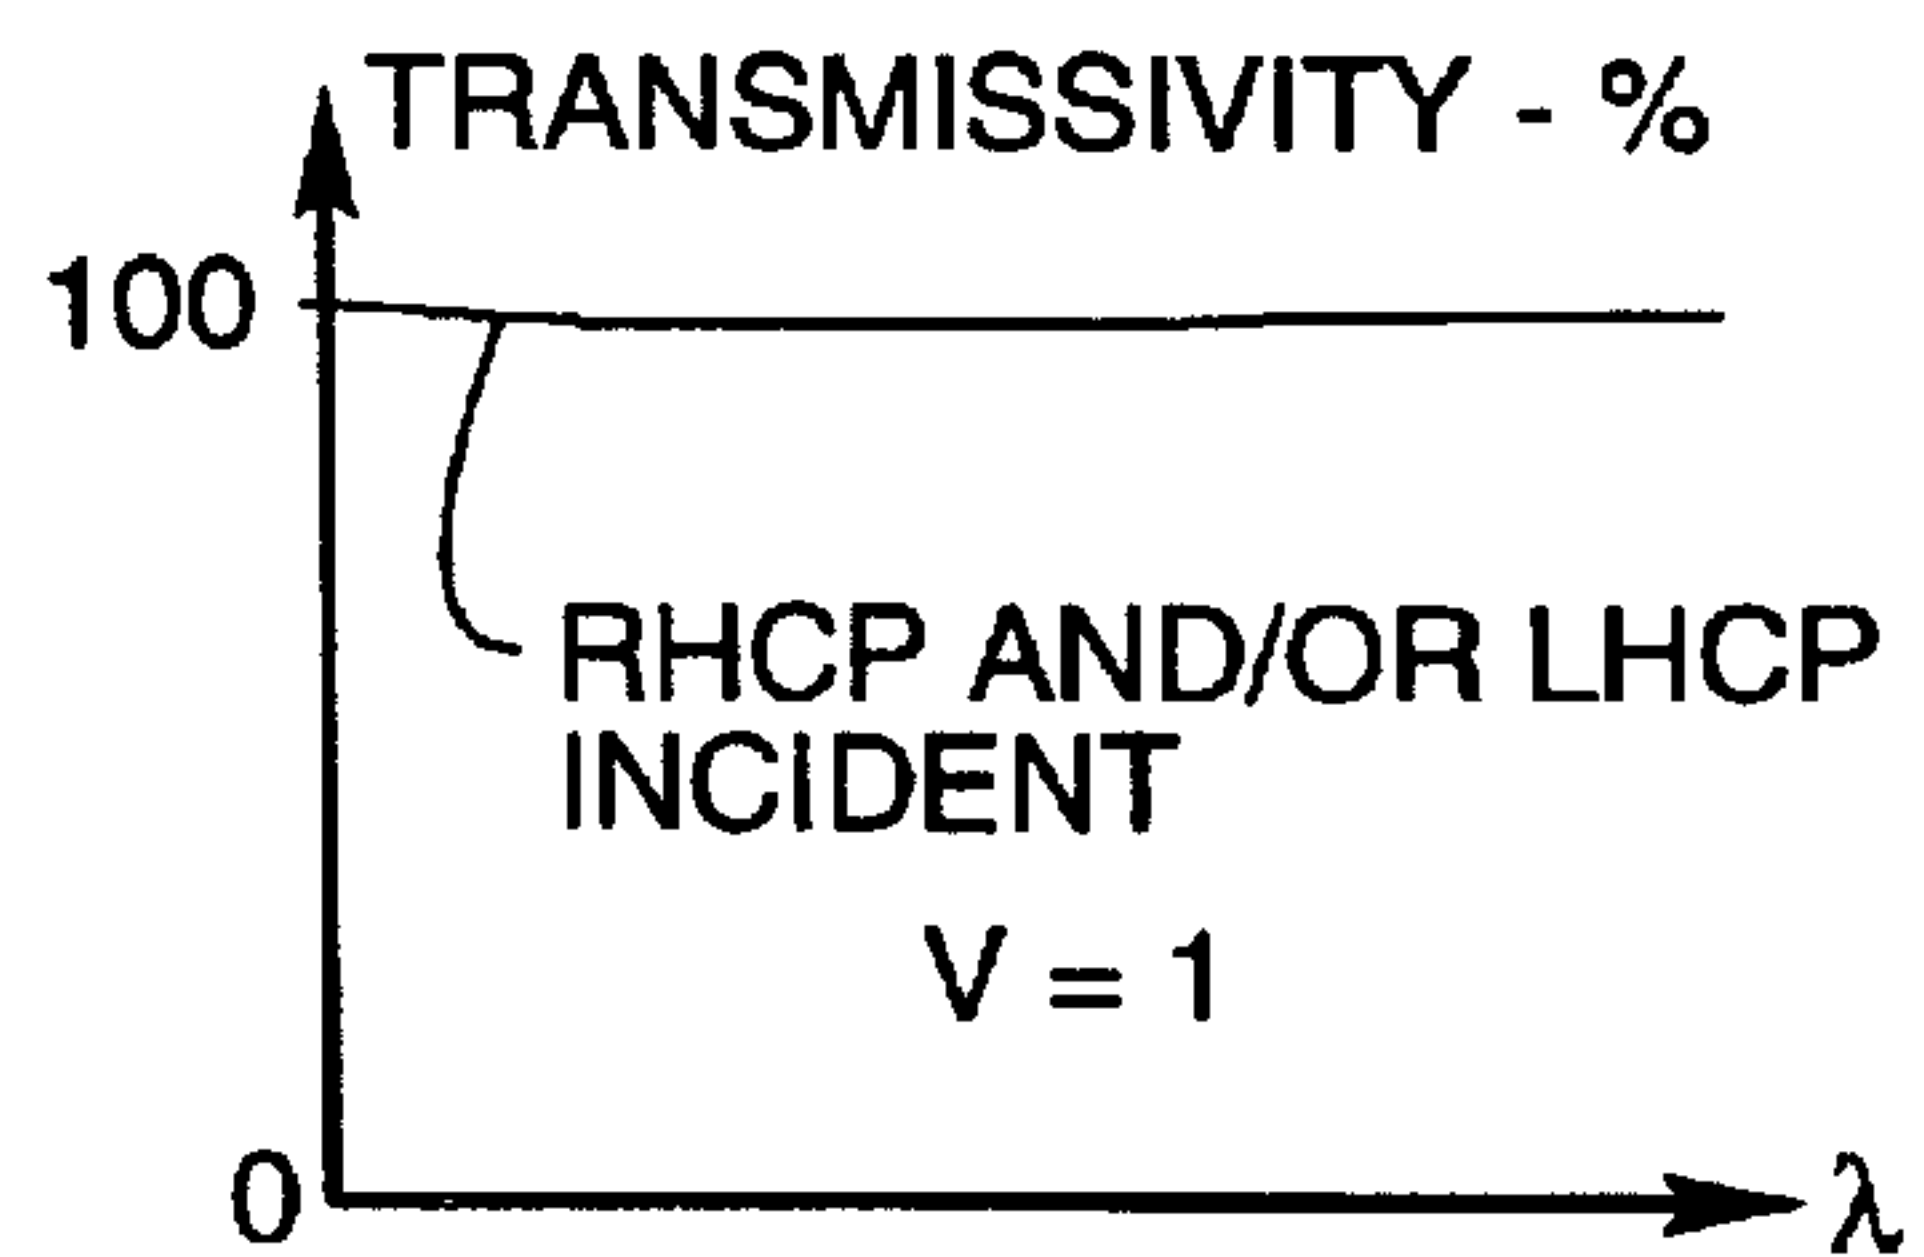 TRANSMISSIVITY - %
100
RHCP AND/OR LHCP
INCIDENT
V = 1
0
λ